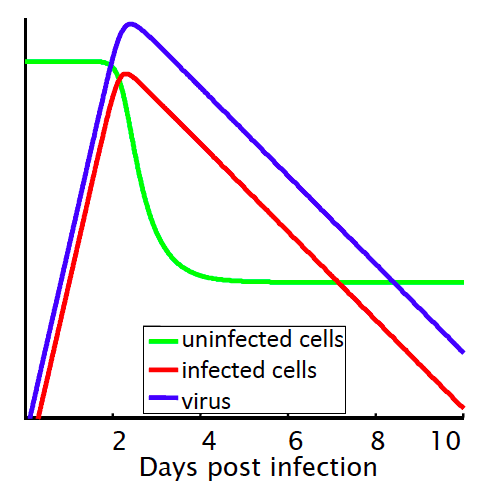 uninfected cells
infected cells
virus
2 4 6 8 10
Days post infection